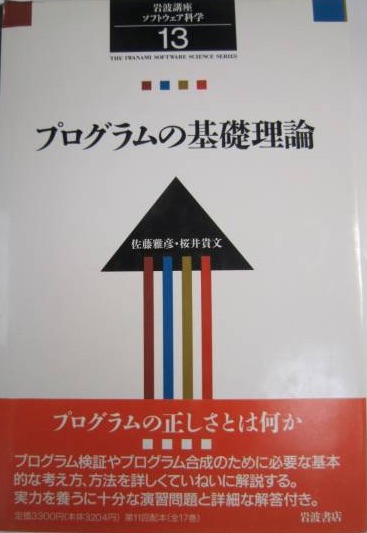 岩波講座
ソフトウェア科学
13
THE IWANAMI SOFTWARE SCIENCE SERIES
プログラムの基礎理論
佐藤雅彦・桜井貴文
プログラムの正しさとは何か
プログラム検証やプログラム合成のために必要な基本
的な考え方、方法を詳しくていねいに解説する。
実力を養うに十分な演習問題と詳細な解答付き。
定価3300円(本体3204円) 第11回配本(全17巻) 岩波書店